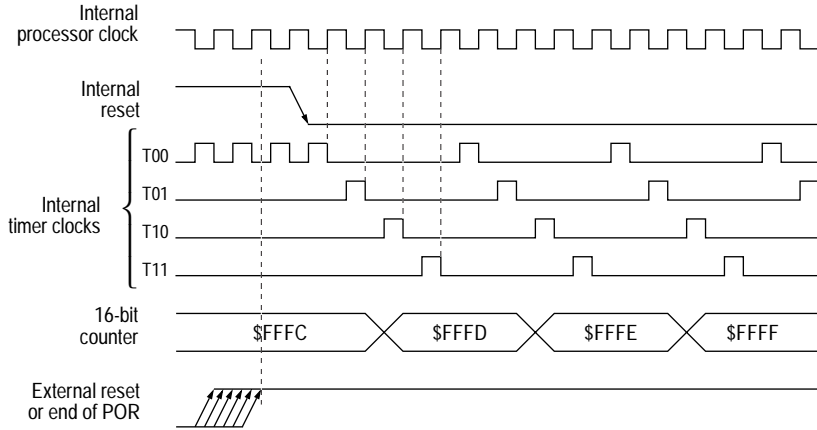 Internal
processor clock
Internal
reset
Internal
timer clocks
T00
T01
T10
T11
16-bit
counter
$FFFC
$FFFD
$FFFE
$FFFF
External reset
or end of POR